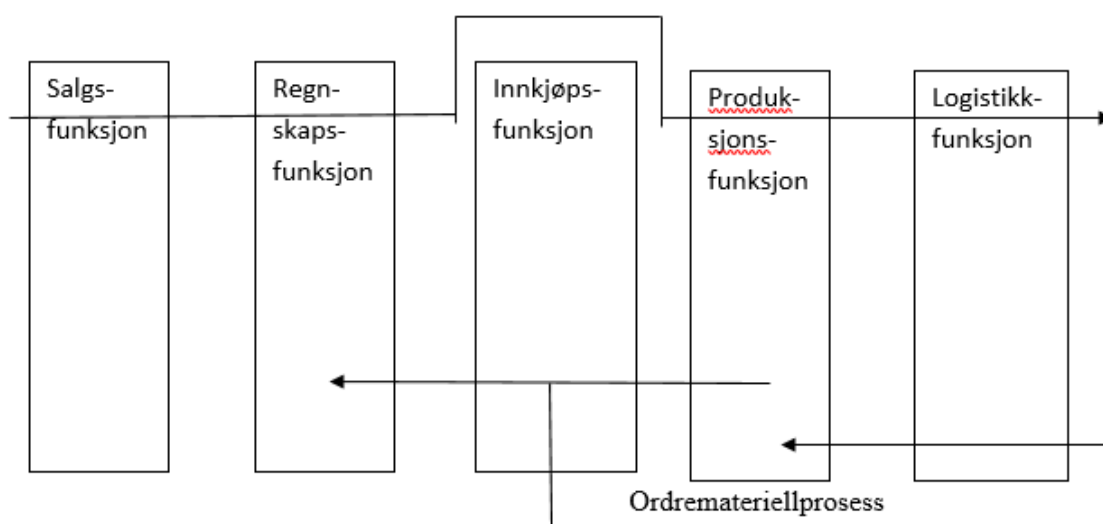 Salgs-
funksjon
Regn-
skaps-
funksjon
Innkjøps-
funksjon
Produk-
sjons-
funksjon
Logistikk-
funksjon
Ordremateriellprosess